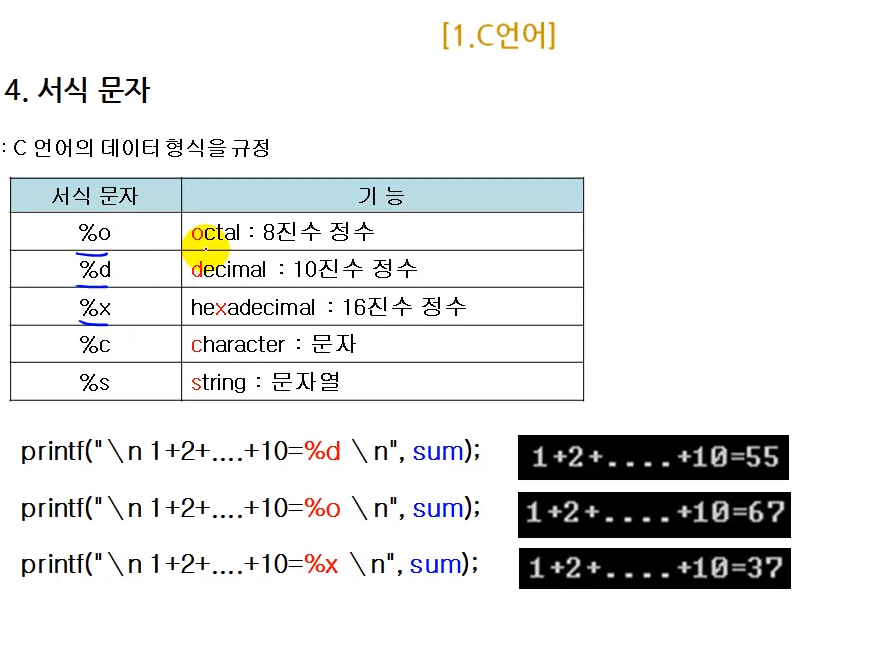 [1.C언어]
4. 서식 문자
: C 언어의 데이터 형식을 규정
서식 문자 기 능
%o octal : 8진수 정수
%d decimal : 10진수 정수
%x hexadecimal : 16진수 정수
%c character : 문자
%s string : 문자열
printf("\n 1+2+....+10=%d \n", sum); 1+2+....+10=55
printf("\n 1+2+....+10=%o \n", sum); 1+2+....+10=67
printf("\n 1+2+....+10=%x \n", sum); 1+2+....+10=37